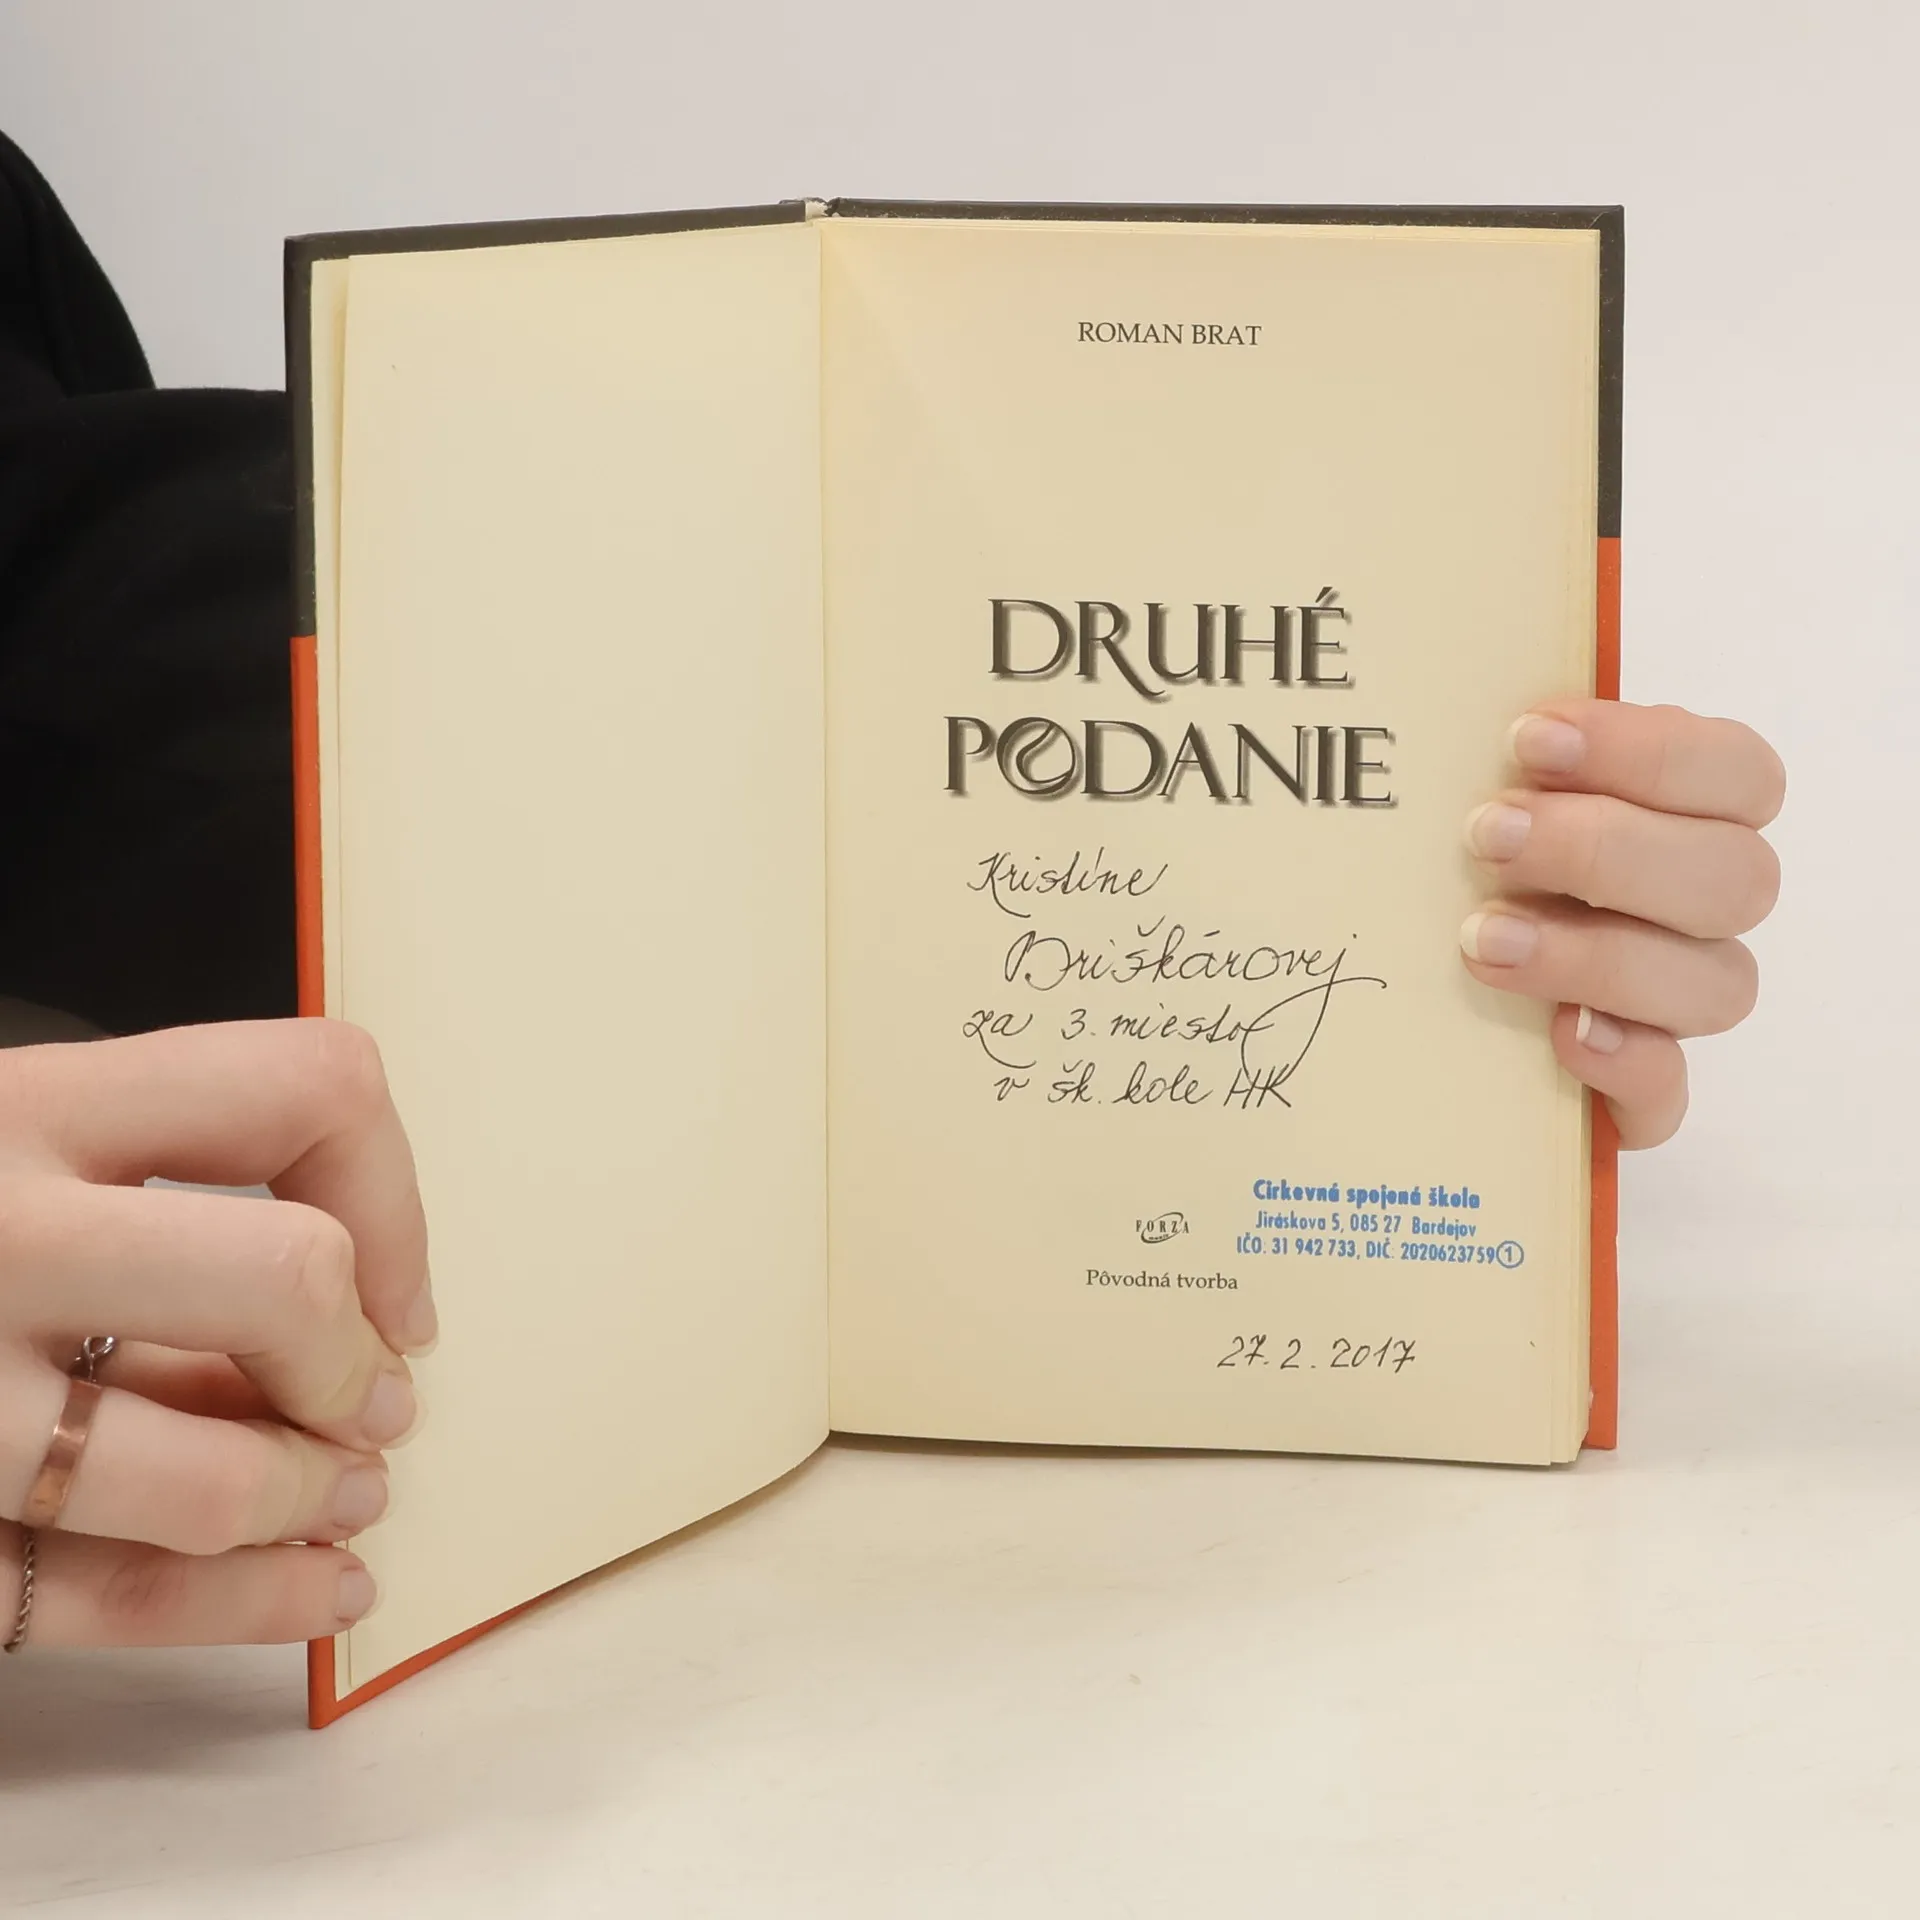 ROMAN BRAT
DRUHÉ
PODANIE
Kristíne
Briškárovej
za 3. miesto
v šk. kole HK
Cirkevná spojená škola
Jiráskova 5, 085 27 Bardejov
IČO: 31 942 733, DIČ: 2020623759 1
FORZA
Pôvodná tvorba
27. 2. 2017